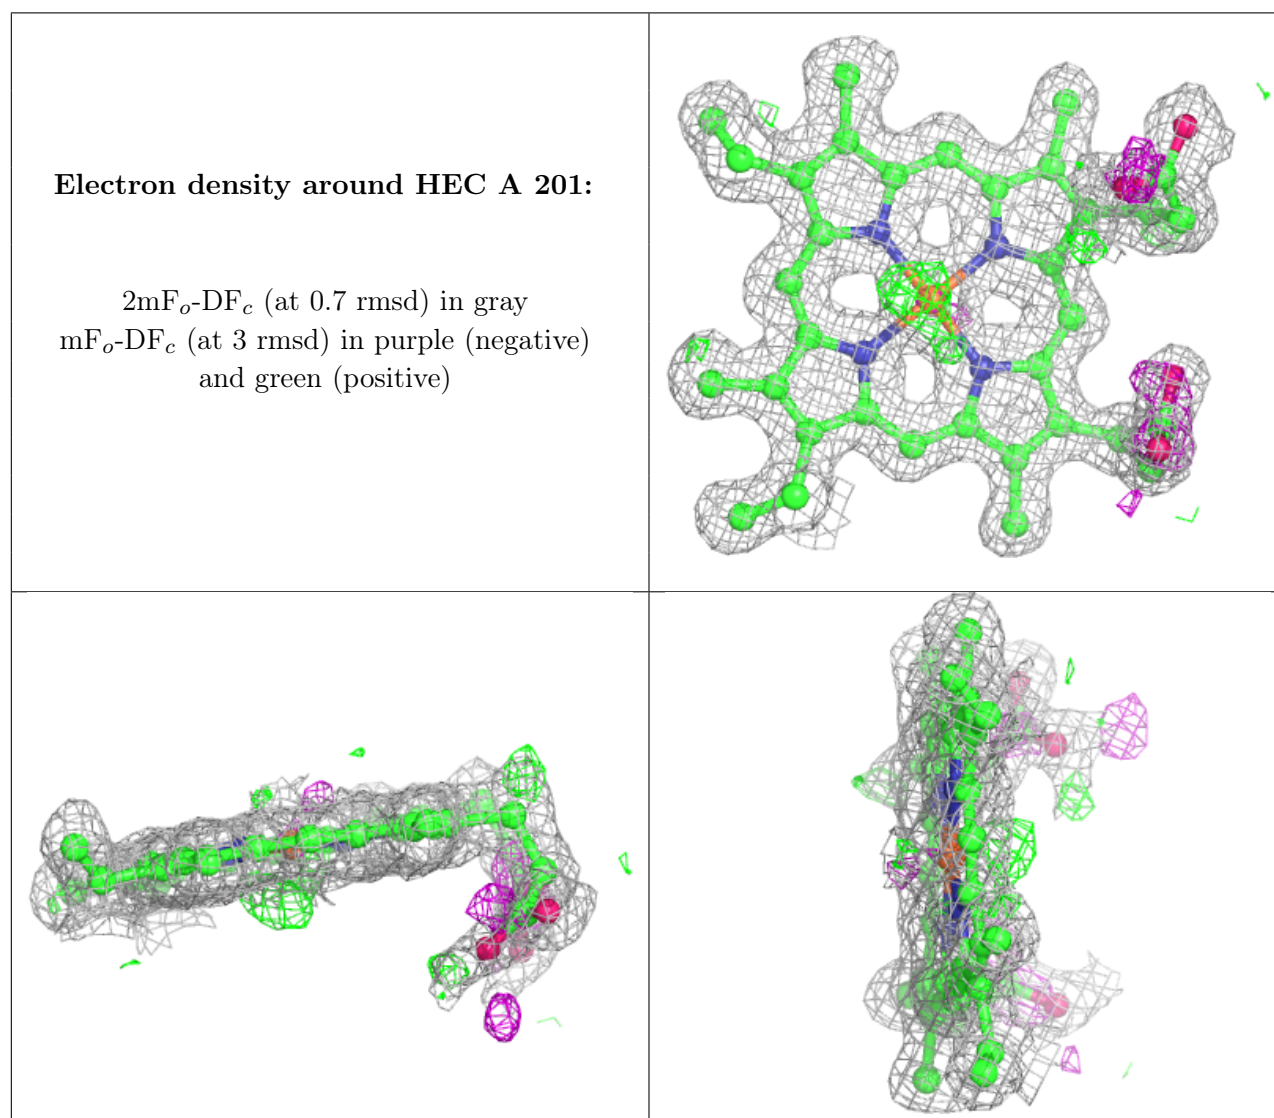 Electron density around HEC A 201:
2mFo-DFc (at 0.7 rmsd) in gray
mFo-DFc (at 3 rmsd) in purple (negative)
and green (positive)